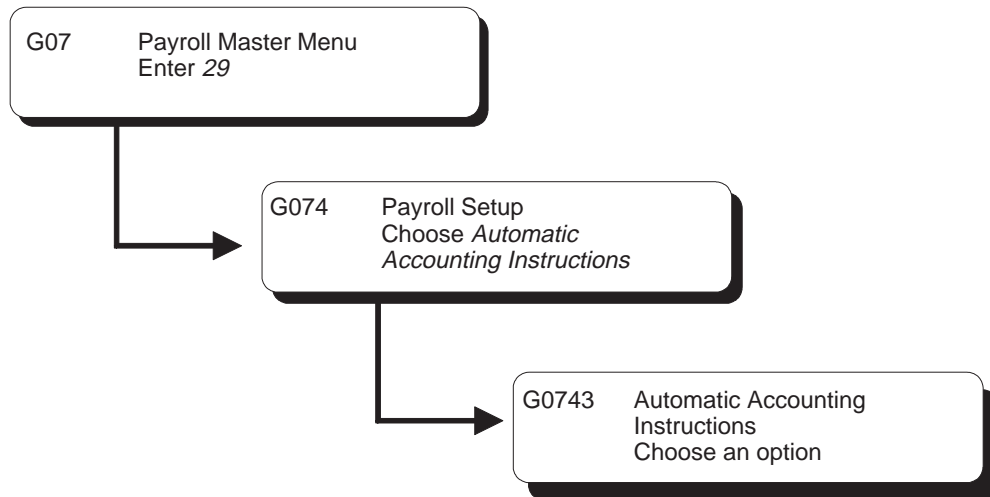 G07 Payroll Master Menu
Enter 29
G074 Payroll Setup
Choose Automatic
Accounting Instructions
G0743 Automatic Accounting
Instructions
Choose an option